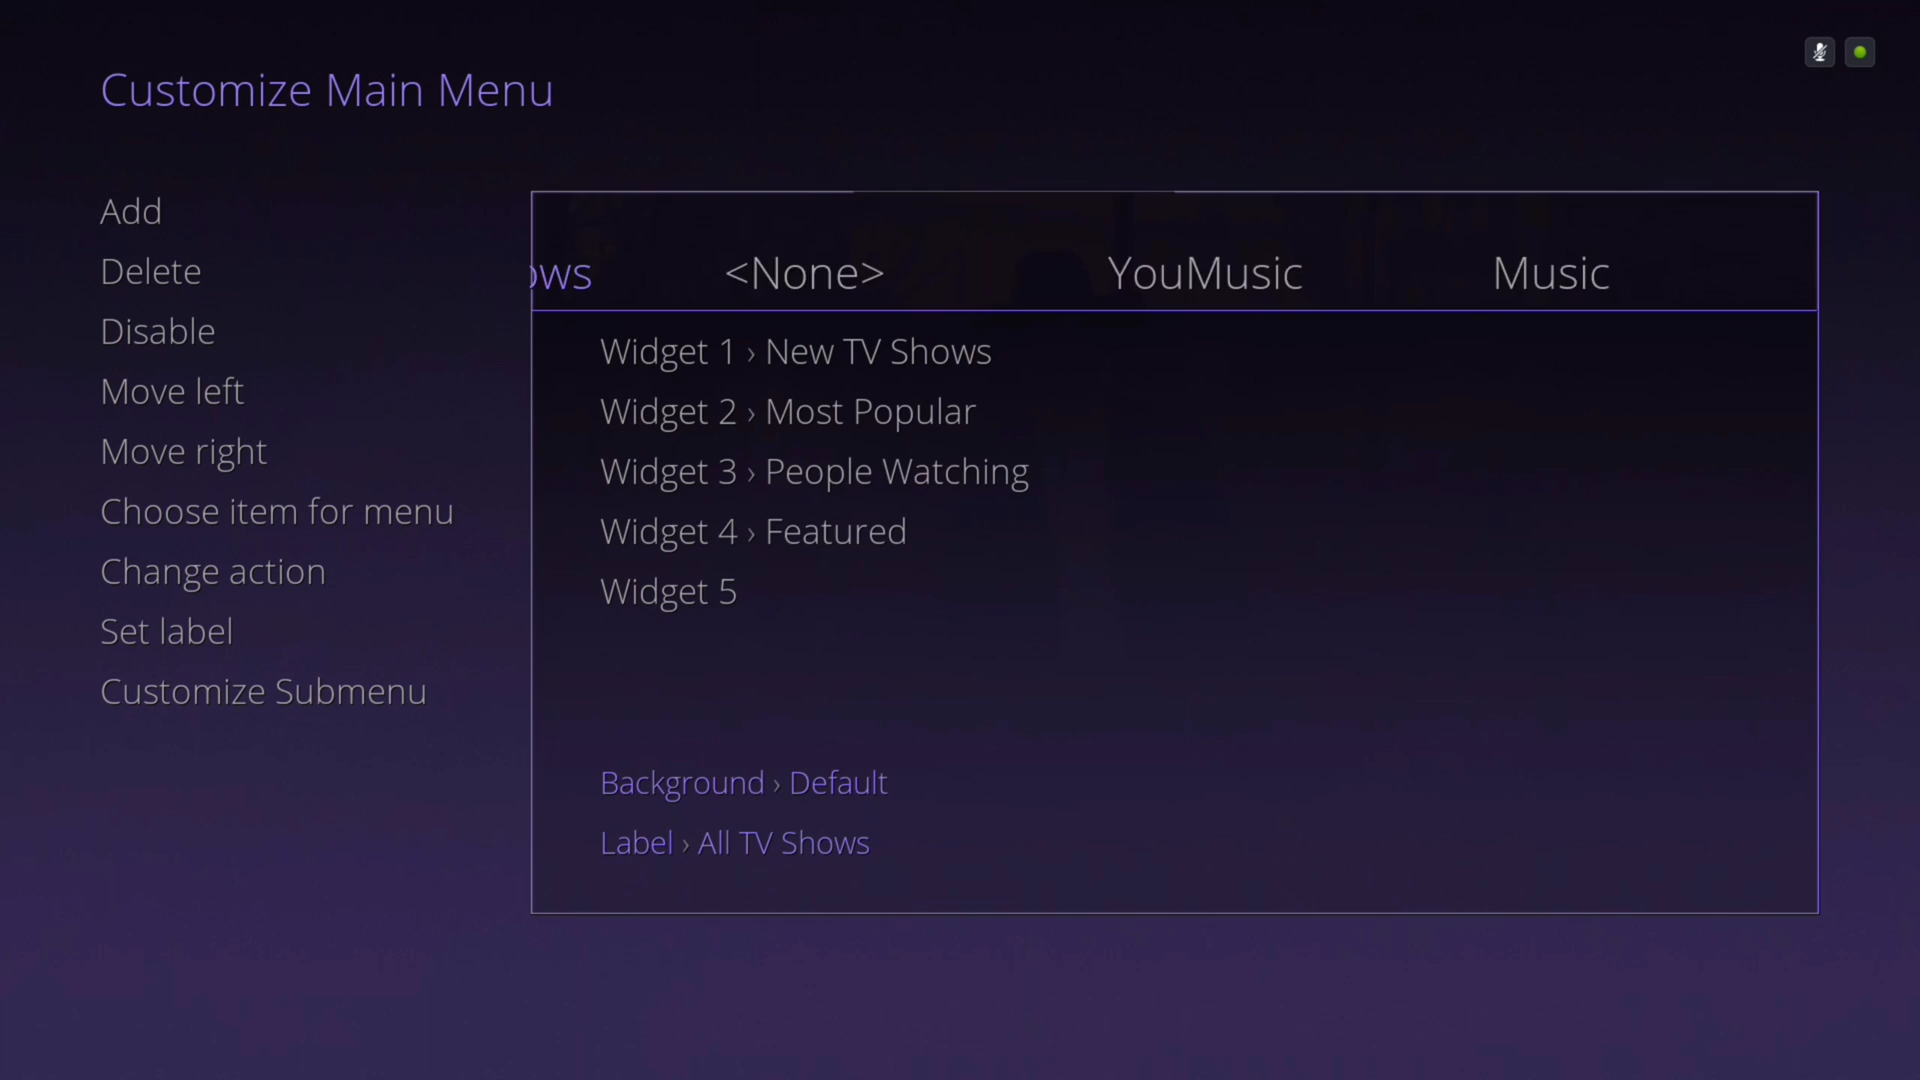 Customize Main Menu
Add
Delete
Disable
Move left
Move right
Choose item for menu
Change action
Set label
Customize Submenu
ows <None> YouMusic Music
Widget 1 › New TV Shows
Widget 2 › Most Popular
Widget 3 › People Watching
Widget 4 › Featured
Widget 5
Background › Default
Label › All TV Shows